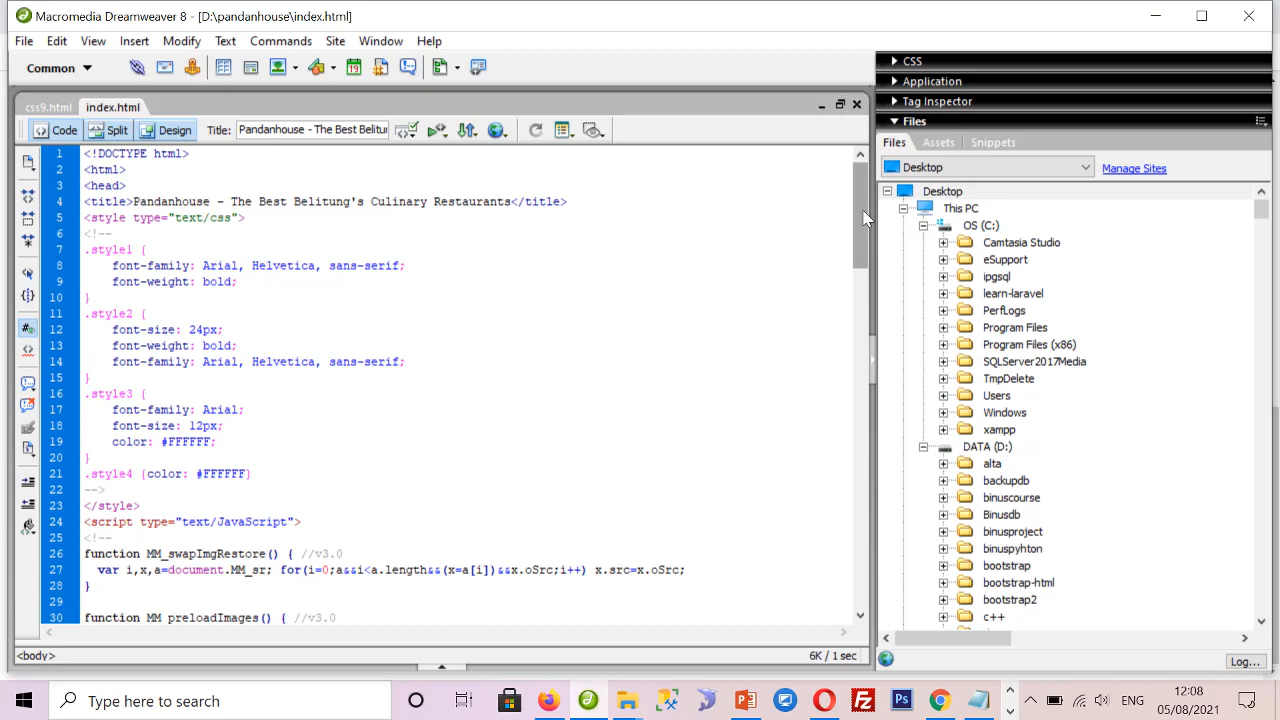 Macromedia Dreamweaver 8 - [D:\pandanhouse\index.html]
File Edit View Insert Modify Text Commands Site Window Help
Common
css9.html index.html
Code Split Design Title: Pandanhouse - The Best Belitu
1 <!DOCTYPE html>
2 <html>
3 <head>
4 <title>Pandanhouse - The Best Belitung's Culinary Restaurants</title>
5 <style type="text/css">
6 <!--
7 .style1 {
8 font-family: Arial, Helvetica, sans-serif;
9 font-weight: bold;
10 }
11 .style2 {
12 font-size: 24px;
13 font-weight: bold;
14 font-family: Arial, Helvetica, sans-serif;
15 }
16 .style3 {
17 font-family: Arial;
18 font-size: 12px;
19 color: #FFFFFF;
20 }
21 .style4 {color: #FFFFFF}
22 -->
23 </style>
24 <script type="text/JavaScript">
25 <!--
26 function MM_swapImgRestore() { //v3.0
27 var i,x,a=document.MM_sr; for(i=0;a&&i<a.length&&(x=a[i])&&x.oSrc;i++) x.src=x.oSrc;
28 }
29
30 function MM_preloadImages() { //v3.0
<body>
6K / 1 sec
CSS
Application
Tag Inspector
Files
Files Assets Snippets
Desktop Manage Sites
Desktop
This PC
OS (C:)
Camtasia Studio
eSupport
ipgsql
learn-laravel
PerfLogs
Program Files
Program Files (x86)
SQLServer2017Media
TmpDelete
Users
Windows
xampp
DATA (D:)
alta
backupdb
binuscourse
Binusdb
binusproject
binuspyhton
bootstrap
bootstrap-html
bootstrap2
c++
Log...
Type here to search
ENG
12:08
05/08/2021